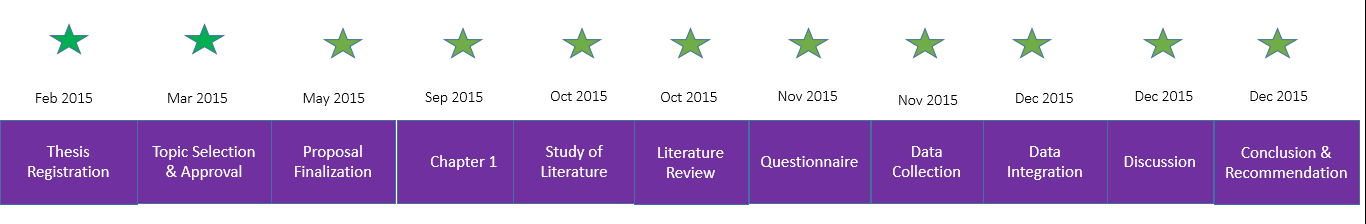 Feb 2015
Mar 2015
May 2015
Sep 2015
Oct 2015
Oct 2015
Nov 2015
Nov 2015
Dec 2015
Dec 2015
Dec 2015
Thesis
Registration
Topic Selection
& Approval
Proposal
Finalization
Chapter 1
Study of
Literature
Literature
Review
Questionnaire
Data
Collection
Data
Integration
Discussion
Conclusion &
Recommendation